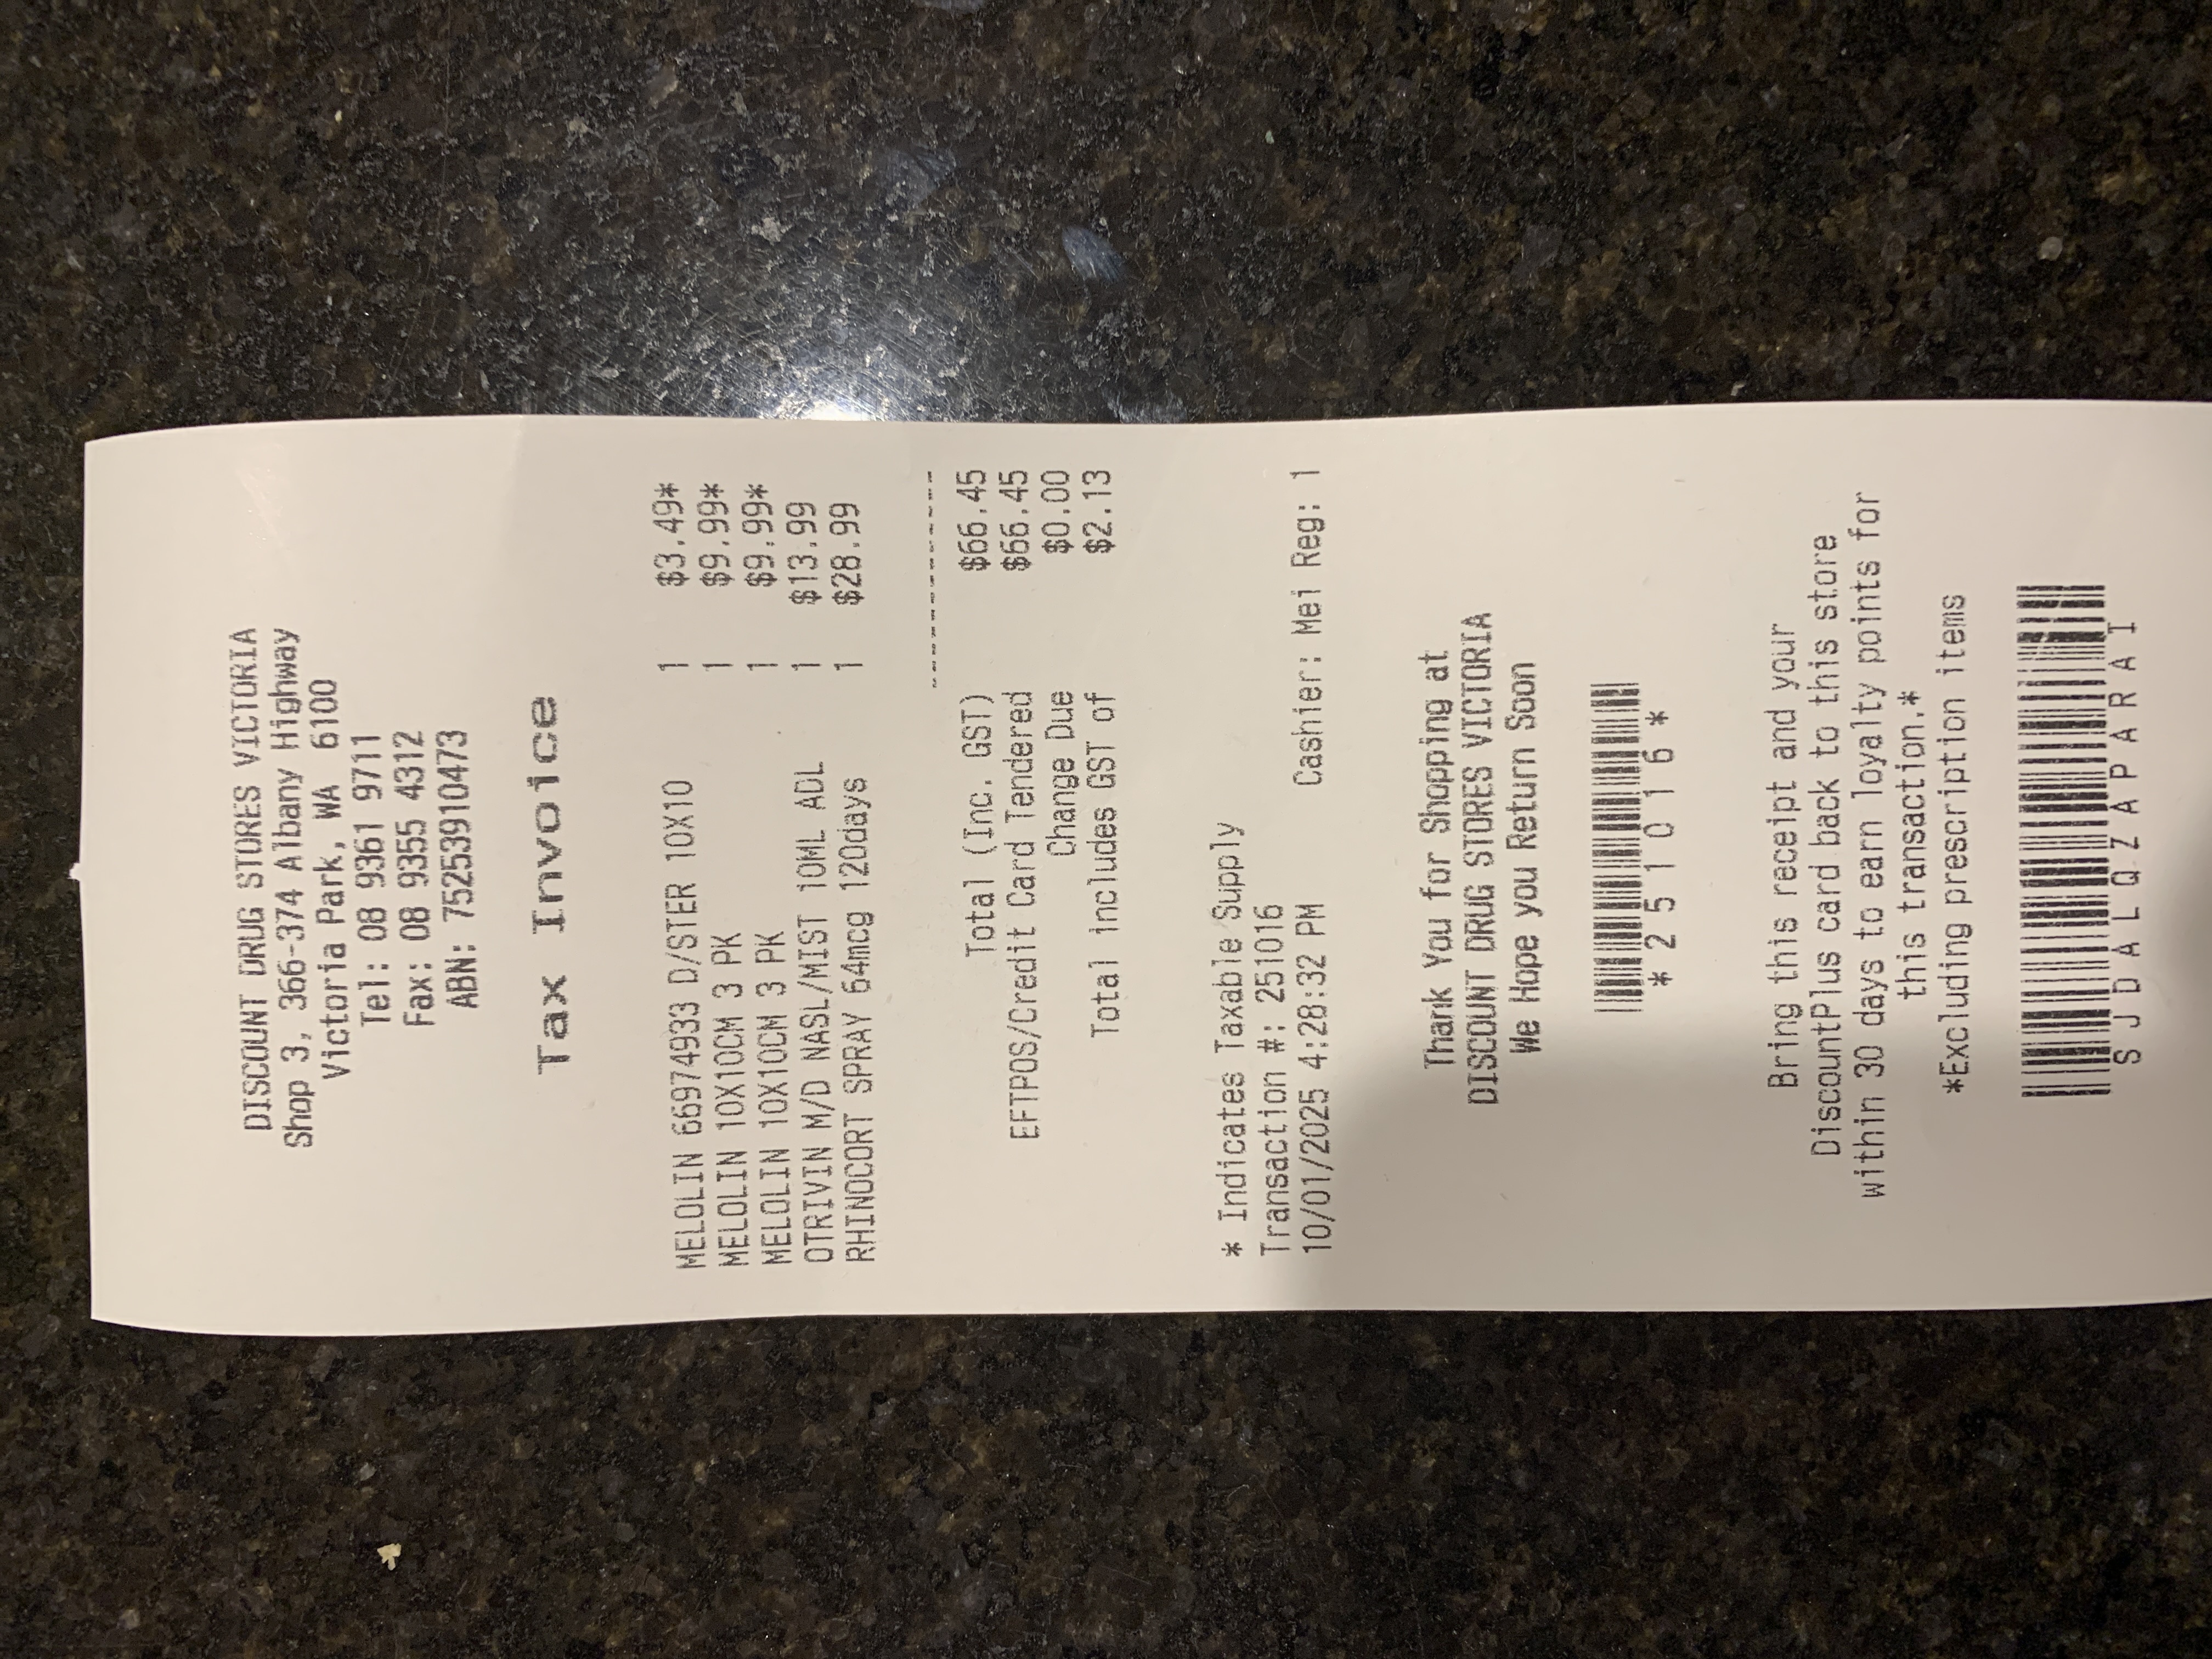 DISCOUNT DRUG STORES VICTORIA
Shop 3, 366-374 Albany Highway
Victoria Park, WA 6100
Tel: 08 9361 9711
Fax: 08 9355 4312
ABN: 75253910473
Tax Invoice
MELOLIN 66974933 D/STER 10X10 1 $3.49*
MELOLIN 10X10CM 3 PK 1 $9.99*
MELOLIN 10X10CM 3 PK 1 $9.99*
OTRIVIN M/D NASL/MIST 10ML ADL 1 $13.99
RHINOCORT SPRAY 64mcg 120days 1 $28.99
------------
Total (Inc. GST) $66.45
EFTPOS/Credit Card Tendered $66.45
Change Due $0.00
Total includes GST of $2.13
* Indicates Taxable Supply
Transaction #: 251016
10/01/2025 4:28:32 PM Cashier: Mei Reg: 1
Thank You for Shopping at
DISCOUNT DRUG STORES VICTORIA
We Hope you Return Soon
*251016*
Bring this receipt and your
DiscountPlus card back to this store
within 30 days to earn loyalty points for
this transaction.*
*Excluding prescription items
SJDALQZAPARAI